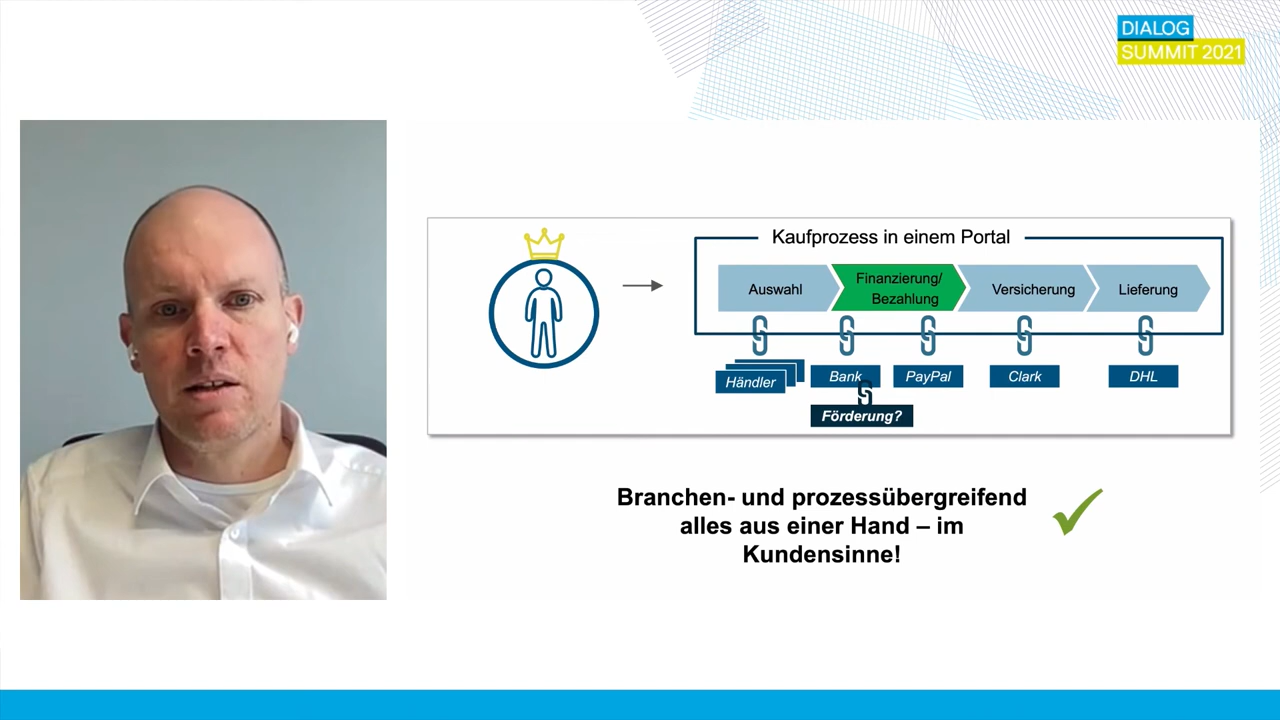 DIALOG
SUMMIT 2021
Kaufprozess in einem Portal
Auswahl
Finanzierung/
Bezahlung
Versicherung
Lieferung
Händler
Bank
PayPal
Clark
DHL
Förderung?
Branchen- und prozessübergreifend
alles aus einer Hand – im
Kundensinne!